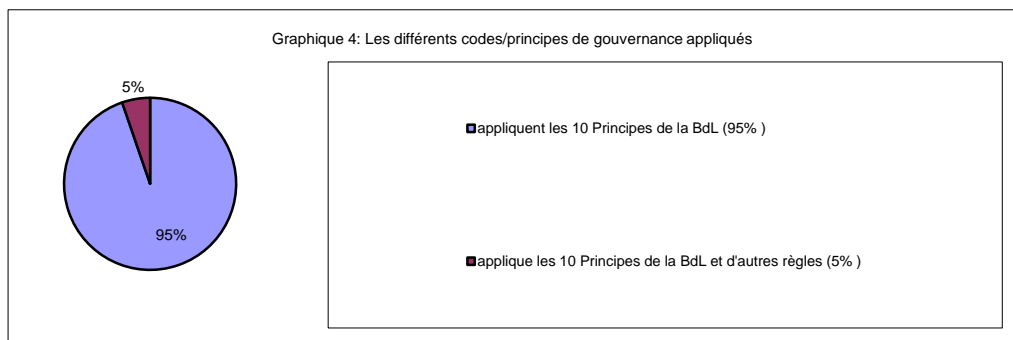 Graphique 4: Les différents codes/principes de gouvernance appliqués
5%
95%
appliquent les 10 Principes de la BdL (95% )
applique les 10 Principes de la BdL et d'autres règles (5% )